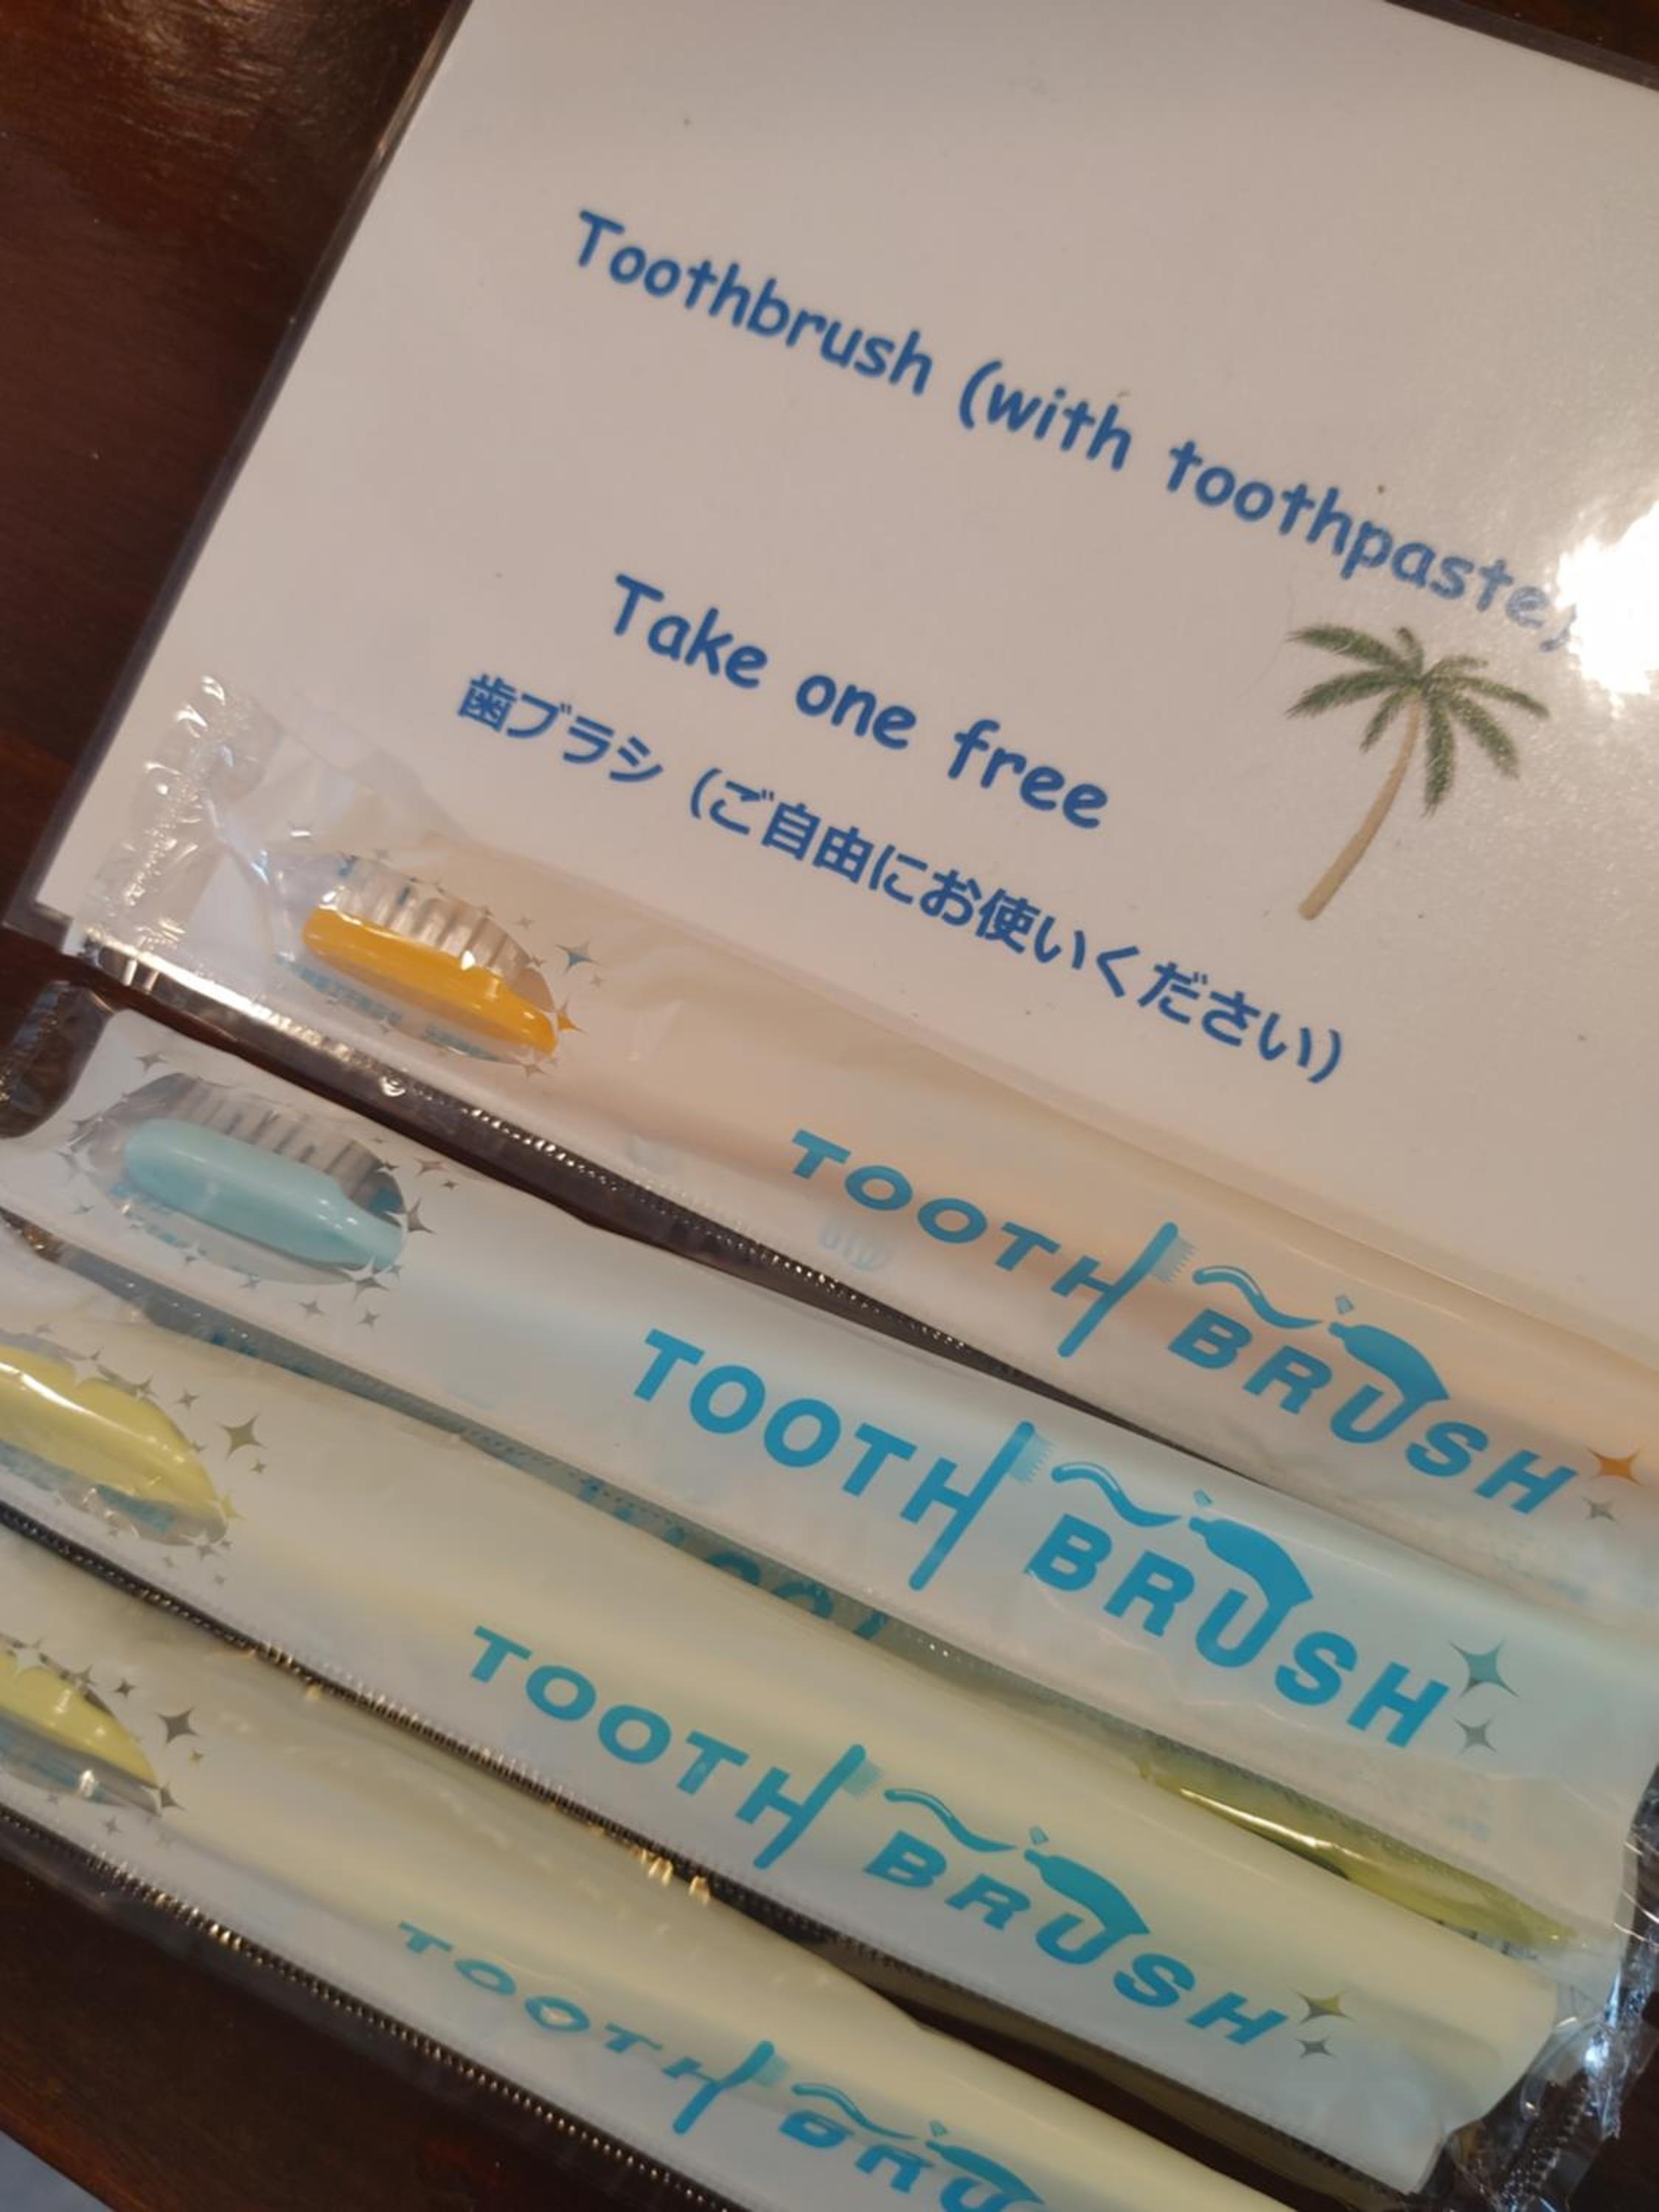 Toothbrush (with toothpaste)
Take one free
歯ブラシ（ご自由にお使いください）
TOOTH BRUSH
TOOTH BRUSH
TOOTH BRUSH
TOOTH BRU